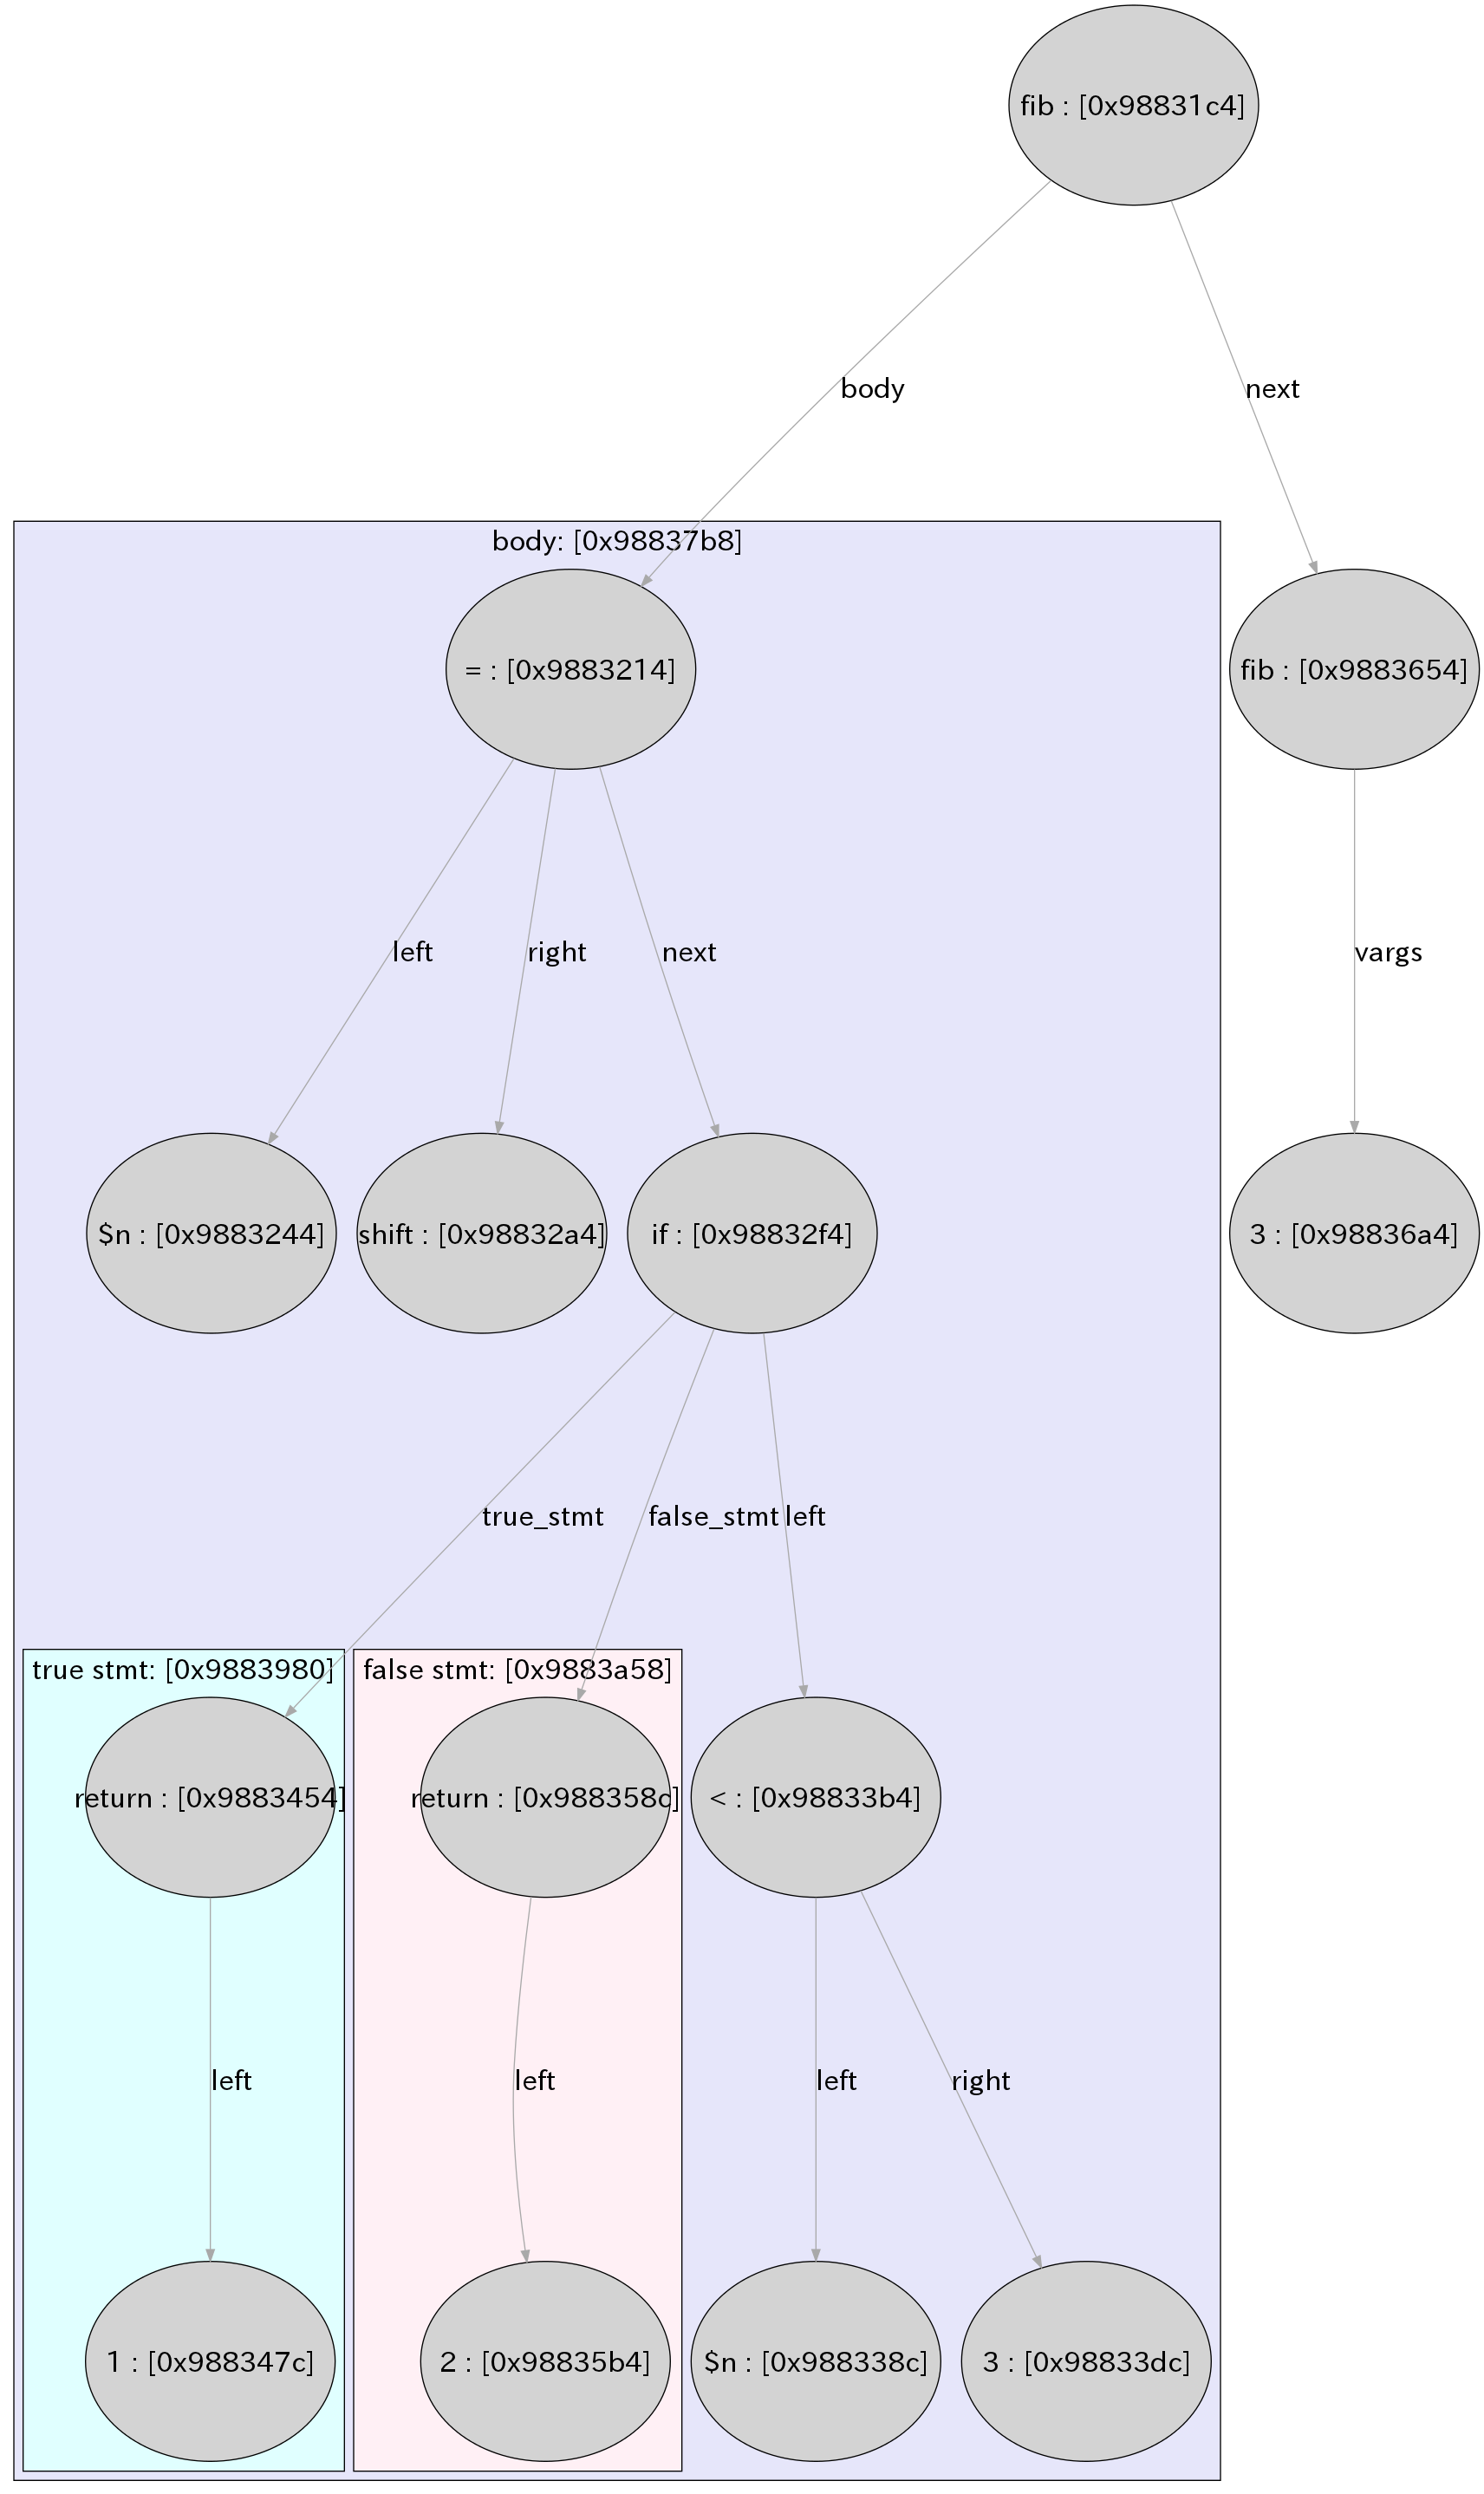 fib : [0x98831c4]
body
next
body: [0x98837b8]
= : [0x9883214]
fib : [0x9883654]
left
right
next
vargs
$n : [0x9883244]
shift : [0x98832a4]
if : [0x98832f4]
3 : [0x98836a4]
true_stmt
false_stmt
left
true stmt: [0x9883980]
false stmt: [0x9883a58]
return : [0x9883454]
return : [0x988358c]
< : [0x98833b4]
left
left
left
right
1 : [0x988347c]
2 : [0x98835b4]
$n : [0x988338c]
3 : [0x98833dc]